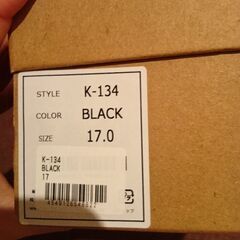 STYLE K-134
COLOR BLACK
SIZE 17.0
K-134
BLACK
17